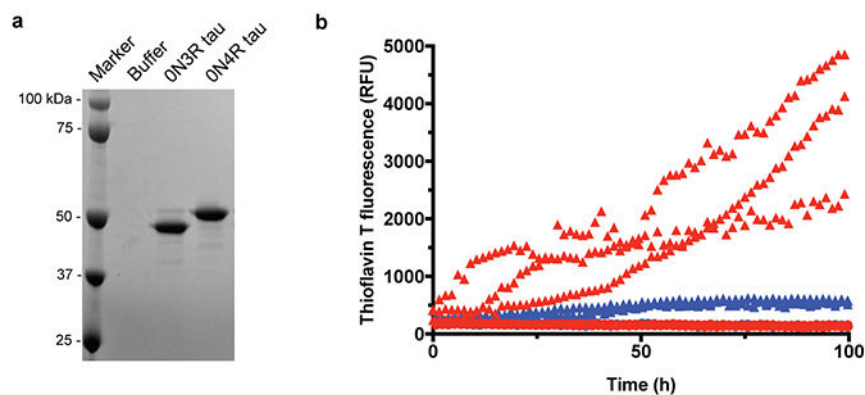 a
Marker
Buffer
0N3R tau
0N4R tau
100 kDa -
75 -
50 -
37 -
25 -
b
Thioflavin T fluorescence (RFU)
5000
4000
3000
2000
1000
0
0
50
100
Time (h)